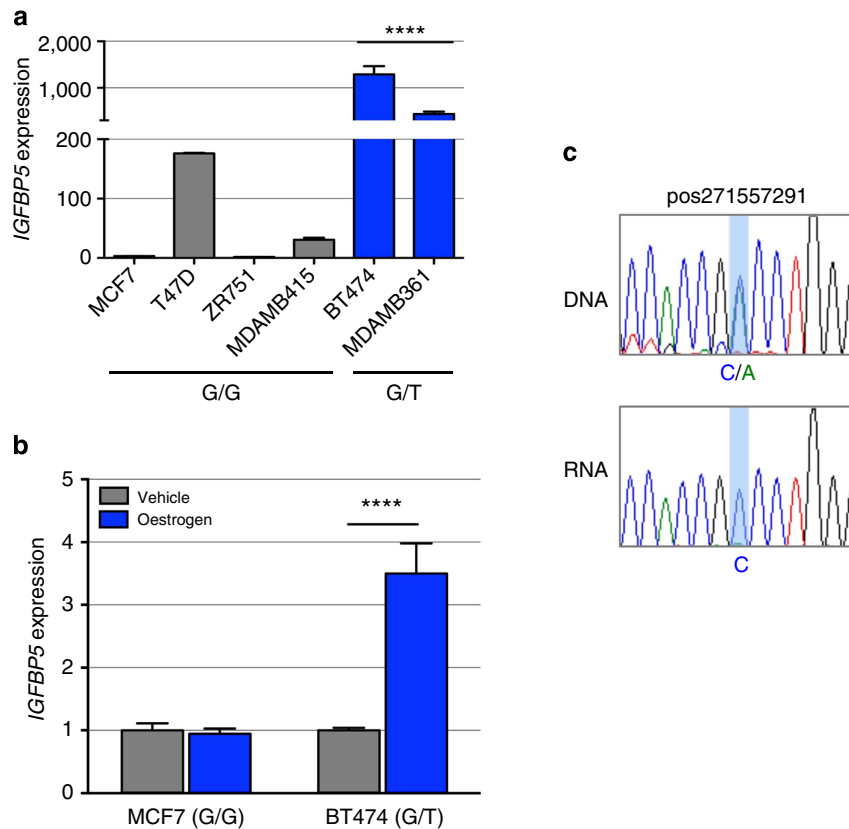 a
****
2,000
1,000
200
100
0
IGFBP5 expression
MCF7
T47D
ZR751
MDAMB415
BT474
MDAMB361
G/G
G/T
b
5
4
3
2
1
0
IGFBP5 expression
Vehicle
Oestrogen
****
MCF7 (G/G)
BT474 (G/T)
c
pos271557291
DNA
C/A
RNA
C